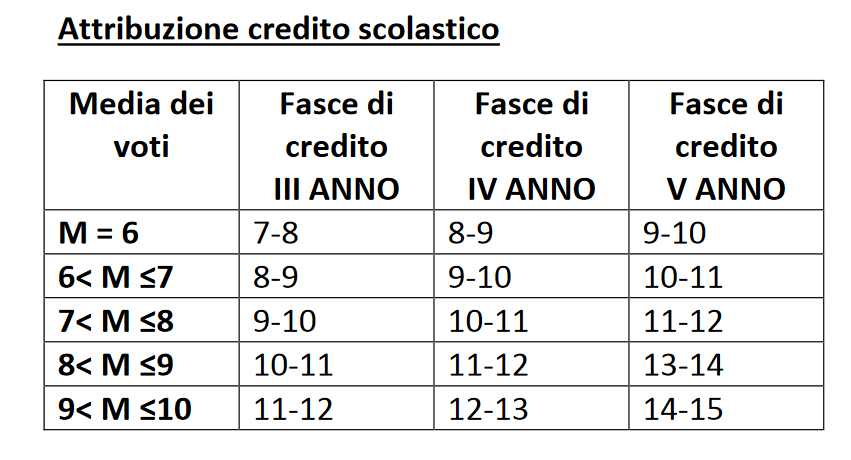 Attribuzione credito scolastico
Media dei voti | Fasce di credito III ANNO | Fasce di credito IV ANNO | Fasce di credito V ANNO
M = 6 | 7-8 | 8-9 | 9-10
6< M ≤7 | 8-9 | 9-10 | 10-11
7< M ≤8 | 9-10 | 10-11 | 11-12
8< M ≤9 | 10-11 | 11-12 | 13-14
9< M ≤10 | 11-12 | 12-13 | 14-15